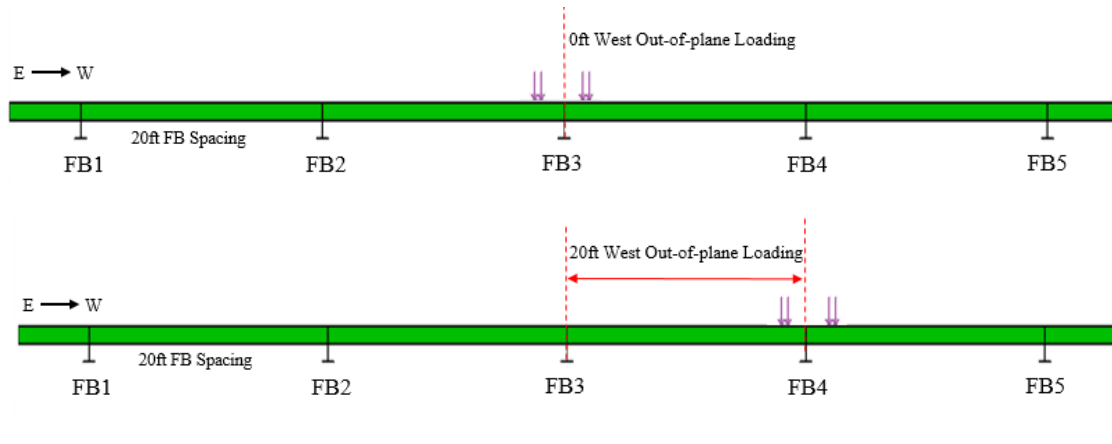 0ft West Out-of-plane Loading
E W
20ft FB Spacing
FB1 FB2 FB3 FB4 FB5
20ft West Out-of-plane Loading
E W
20ft FB Spacing
FB1 FB2 FB3 FB4 FB5